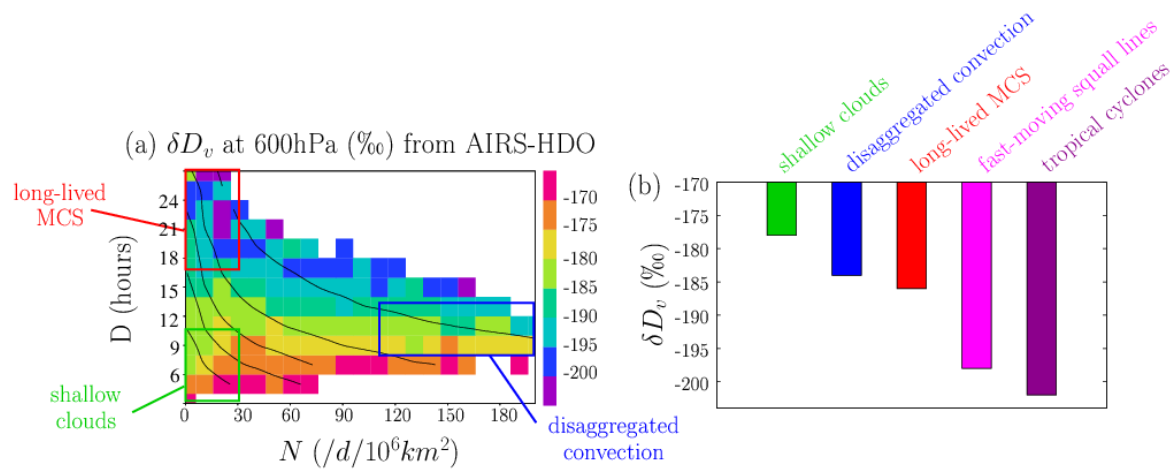 (a) δD_v at 600hPa (‰) from AIRS-HDO
long-lived
MCS
shallow
clouds
disaggregated
convection
D (hours)
24
21
18
15
12
9
6
0
30
60
90
120
150
180
N (/d/10^6km^2)
-170
-175
-180
-185
-190
-195
-200
(b)
shallow clouds
disaggregated convection
long-lived MCS
fast-moving squall lines
tropical cyclones
δD_v (‰)
-170
-175
-180
-185
-190
-195
-200